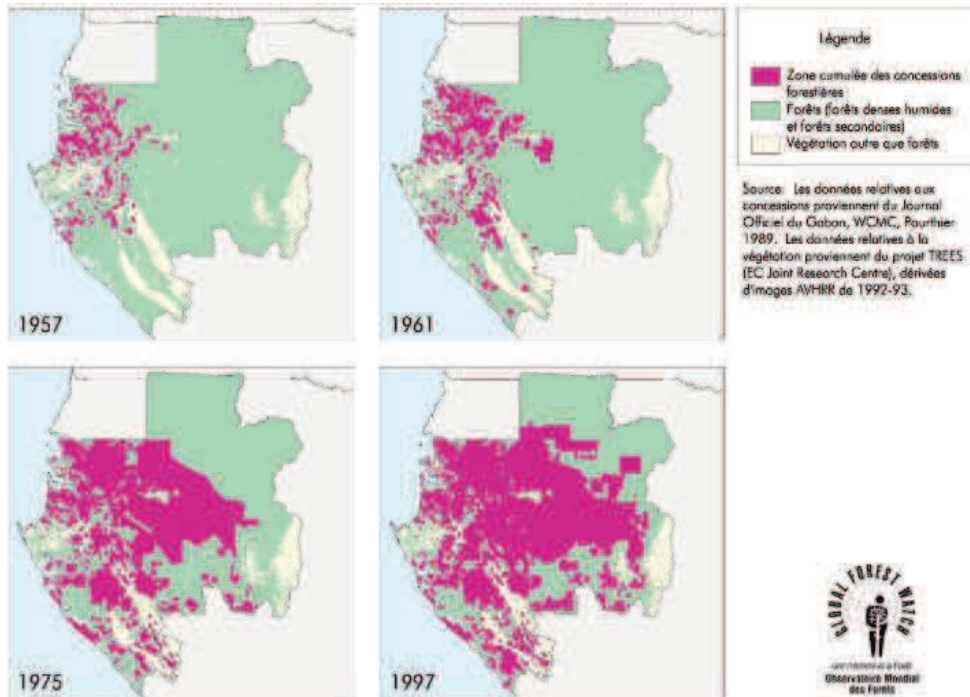 1957
1961
1975
1997
Légende
Zone cumulée des concessions
forestières
Forêts (forêts denses humides
et forêts secondaires)
Végétation autre que forêts
Source: Les données relatives aux
concessions proviennent du Journal
Officiel du Gabon, WCMC, Pourthier
1989. Les données relatives à la
végétation proviennent du projet TREES
(EC Joint Research Centre), dérivées
d'images AVHRR de 1992-93.
GLOBAL FOREST WATCH
Observatoire Mondial
des Forêts